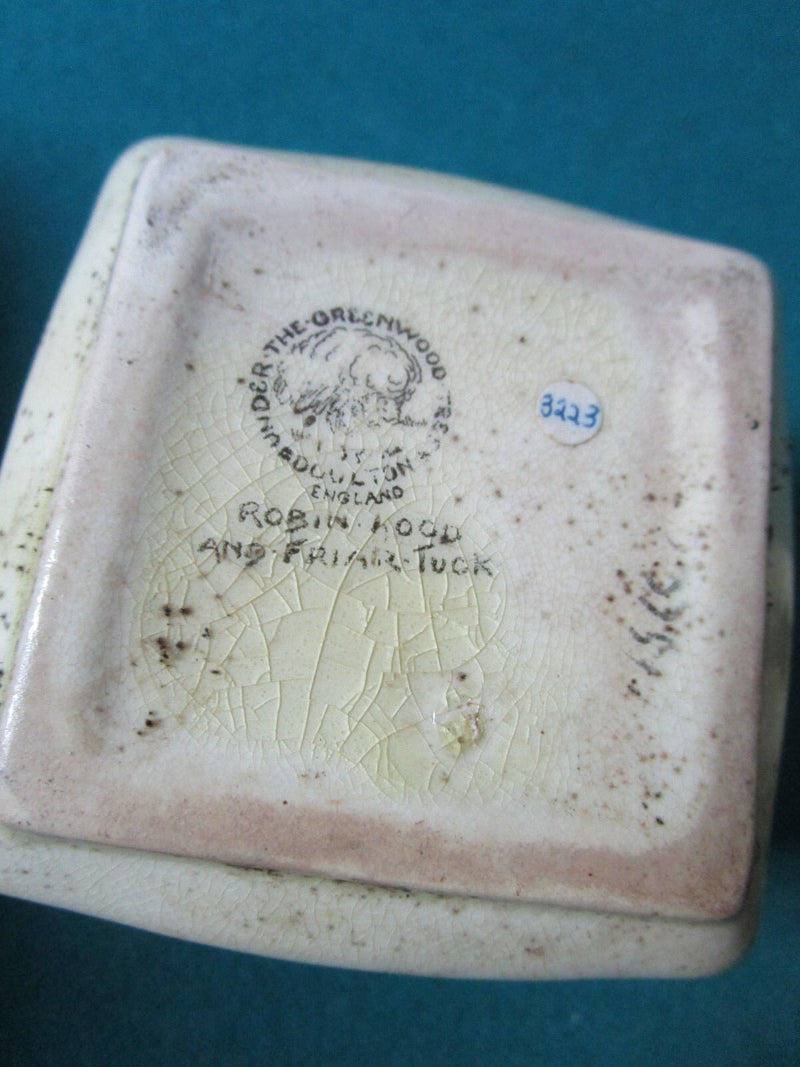 UNDER·THE·GREENWOOD TREE
DOULTON
ENGLAND
ROBIN·HOOD
AND·FRIAR·TUCK
3223